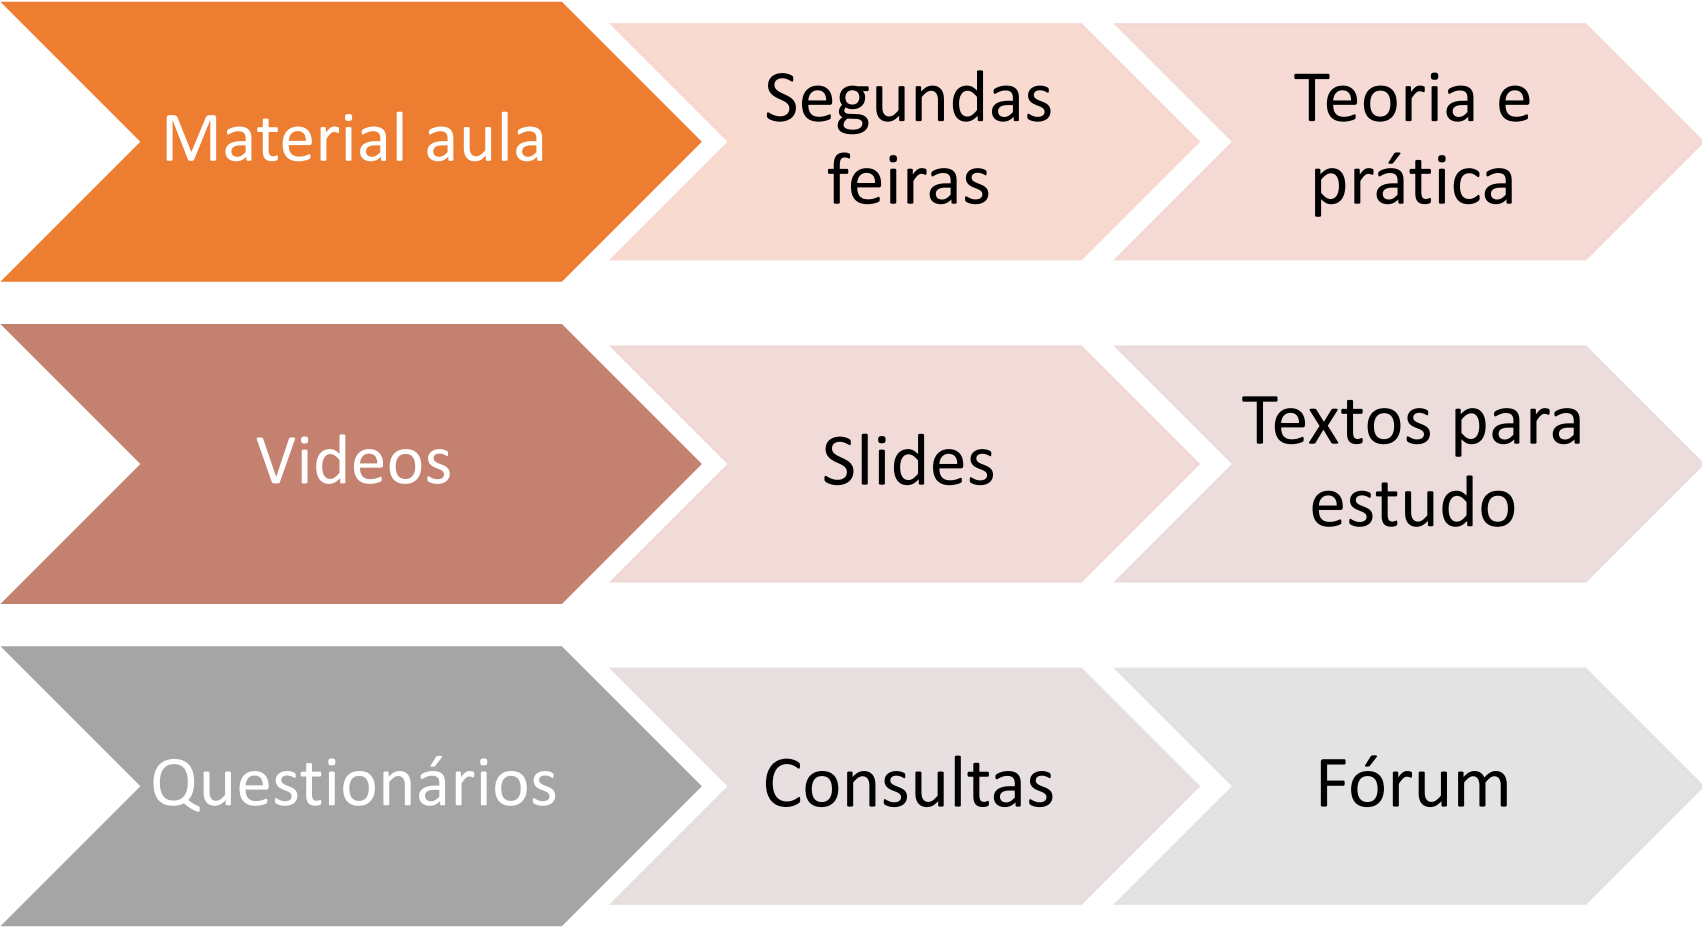 Material aula
Segundas
feiras
Teoria e
prática
Videos
Slides
Textos para
estudo
Questionários
Consultas
Fórum